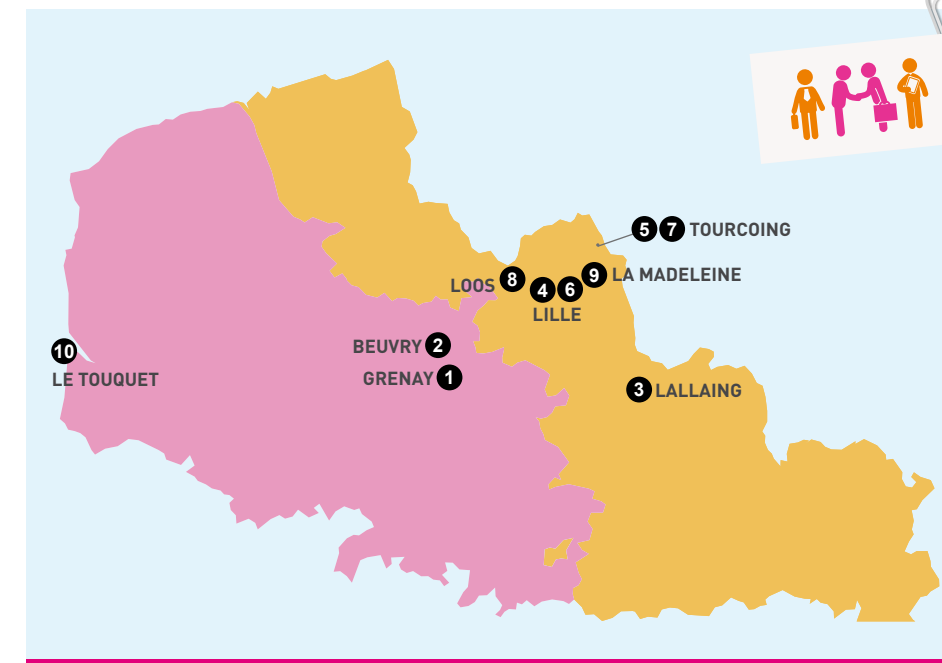 5 7 TOURCOING
9 LA MADELEINE
LOOS 8
4 6
LILLE
BEUVRY 2
10
LE TOUQUET
GRENAY 1
3 LALLAING